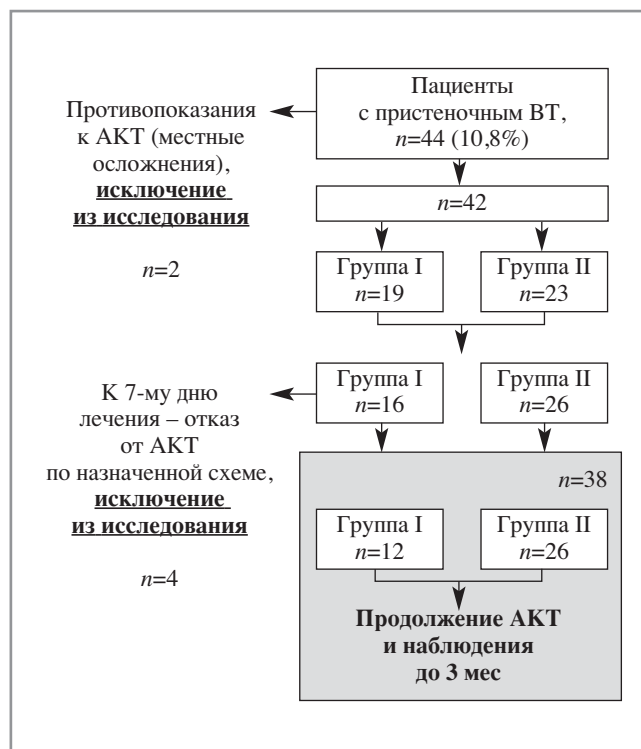 Пациенты
с пристеночным ВТ,
n=44 (10,8%)
Противопоказания
к АКТ (местные
осложнения),
исключение
из исследования
n=2
n=42
Группа I
n=19
Группа II
n=23
Группа I
n=16
Группа II
n=26
К 7-му дню
лечения – отказ
от АКТ
по назначенной схеме,
исключение
из исследования
n=4
n=38
Группа I
n=12
Группа II
n=26
Продолжение АКТ
и наблюдения
до 3 мес